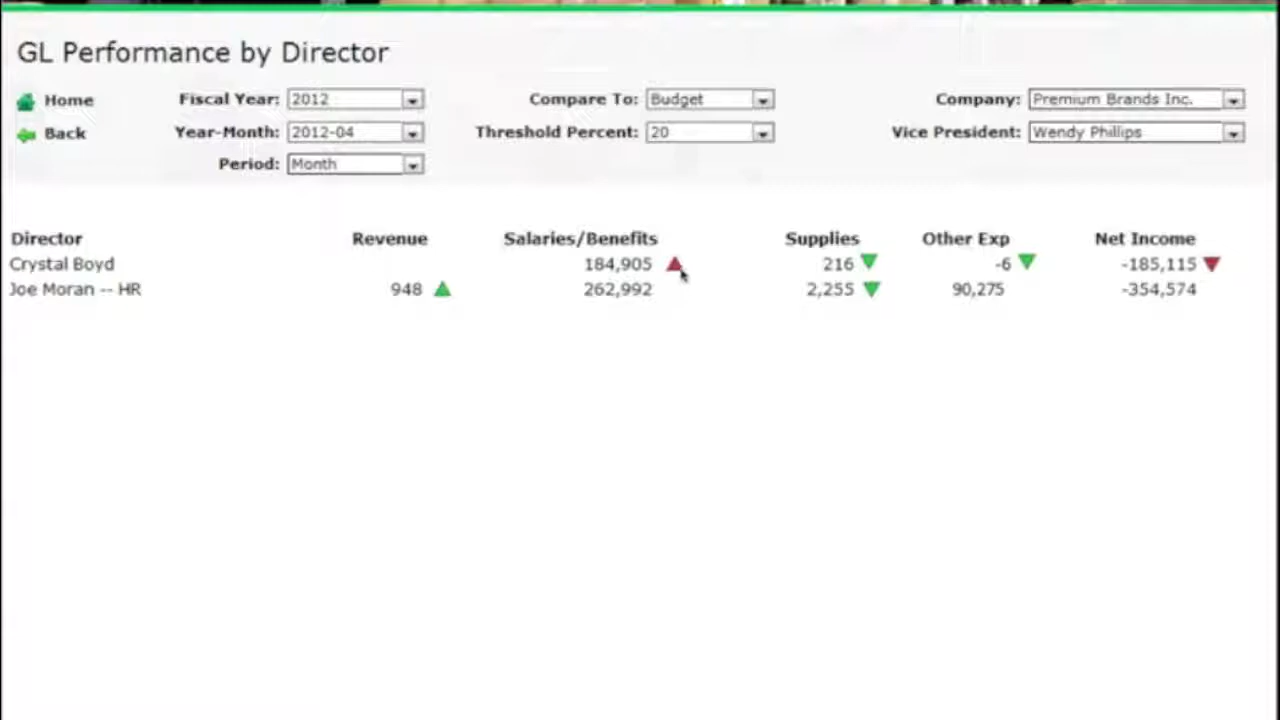 GL Performance by Director
Home Fiscal Year: 2012 Compare To: Budget Company: Premium Brands Inc.
Back Year-Month: 2012-04 Threshold Percent: 20 Vice President: Wendy Phillips
Period: Month
Director Revenue Salaries/Benefits Supplies Other Exp Net Income
Crystal Boyd 184,905 216 -6 -185,115
Joe Moran -- HR 948 262,992 2,255 90,275 -354,574